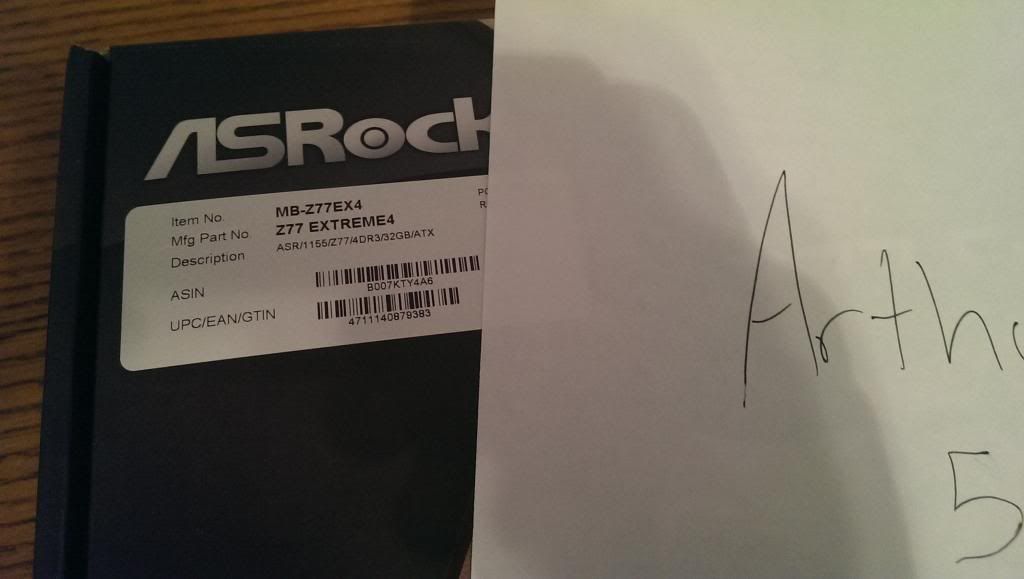 ASRock
Item No. MB-Z77EX4
Mfg Part No. Z77 EXTREME4
Description ASR/1155/Z77/4DR3/32GB/ATX
ASIN
B007KTY4A6
UPC/EAN/GTIN
4711140879383
Arth
5